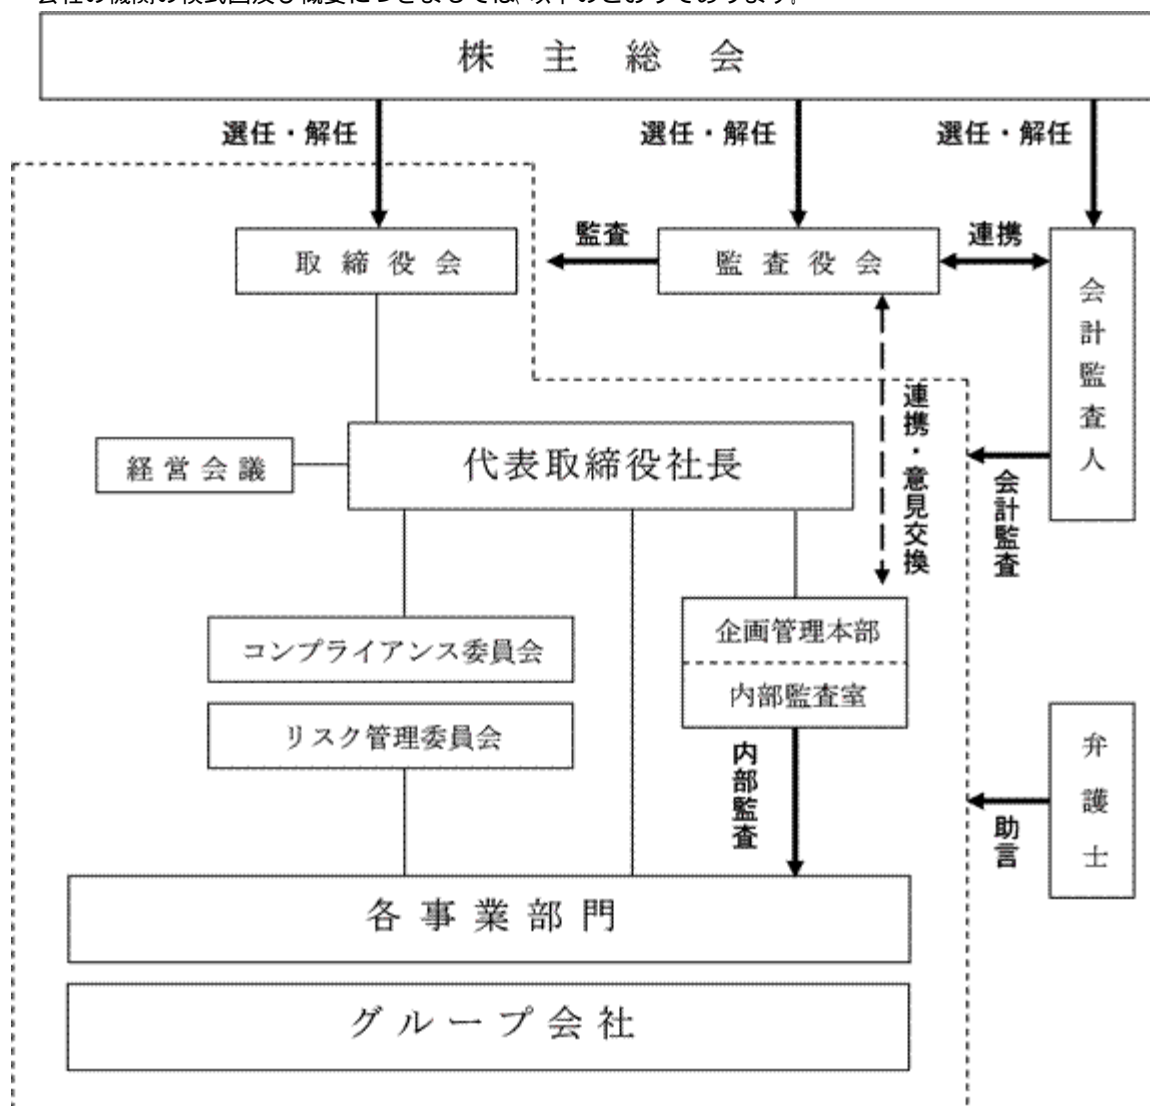 会社の機関の模式図及び概要につきましては、以下のとおりであります。
株主総会
選任・解任
選任・解任
選任・解任
取締役会
監査
監査役会
連携
会計監査人
連携・意見交換
経営会議
代表取締役社長
会計監査
コンプライアンス委員会
企画管理本部
内部監査室
リスク管理委員会
内部監査
弁護士
助言
各事業部門
グループ会社